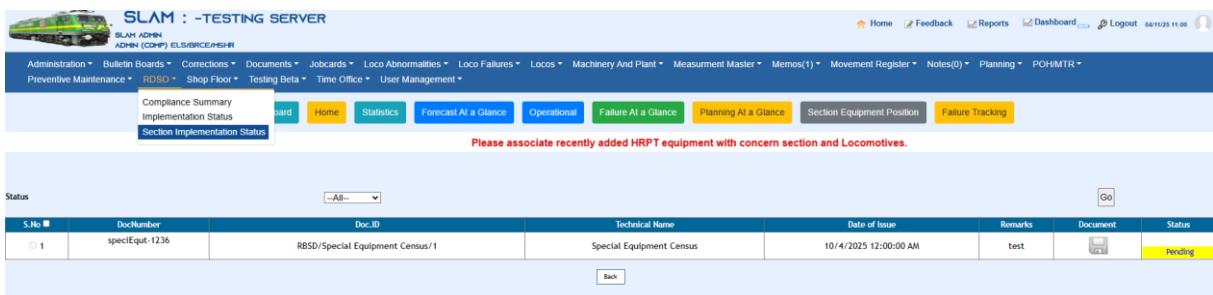 SLAM : -TESTING SERVER
SLAM ADMIN
ADMIN (COMP) ELS/BRCE/MSHR
Home Feedback Reports Dashboard Logout 04/11/25 11:00
Administration Bulletin Boards Corrections Documents Jobcards Loco Abnormalities Loco Failures Locos Machinery And Plant Measurment Master Memos(1) Movement Register Notes(0) Planning POH/MTR
Preventive Maintenance RDSO Shop Floor Testing Beta Time Office User Management
Compliance Summary
Implementation Status
Section Implementation Status
oard Home Statistics Forecast At a Glance Operational Failure At a Glance Planning At a Glance Section Equipment Position Failure Tracking
Please associate recently added HRPT equipment with concern section and Locomotives.
Status --All-- Go
S.No DocNumber Doc.ID Technical Name Date of Issue Remarks Document Status
1 speciEqut-1236 RBSD/Special Equipment Census/1 Special Equipment Census 10/4/2025 12:00:00 AM test Pending
Back